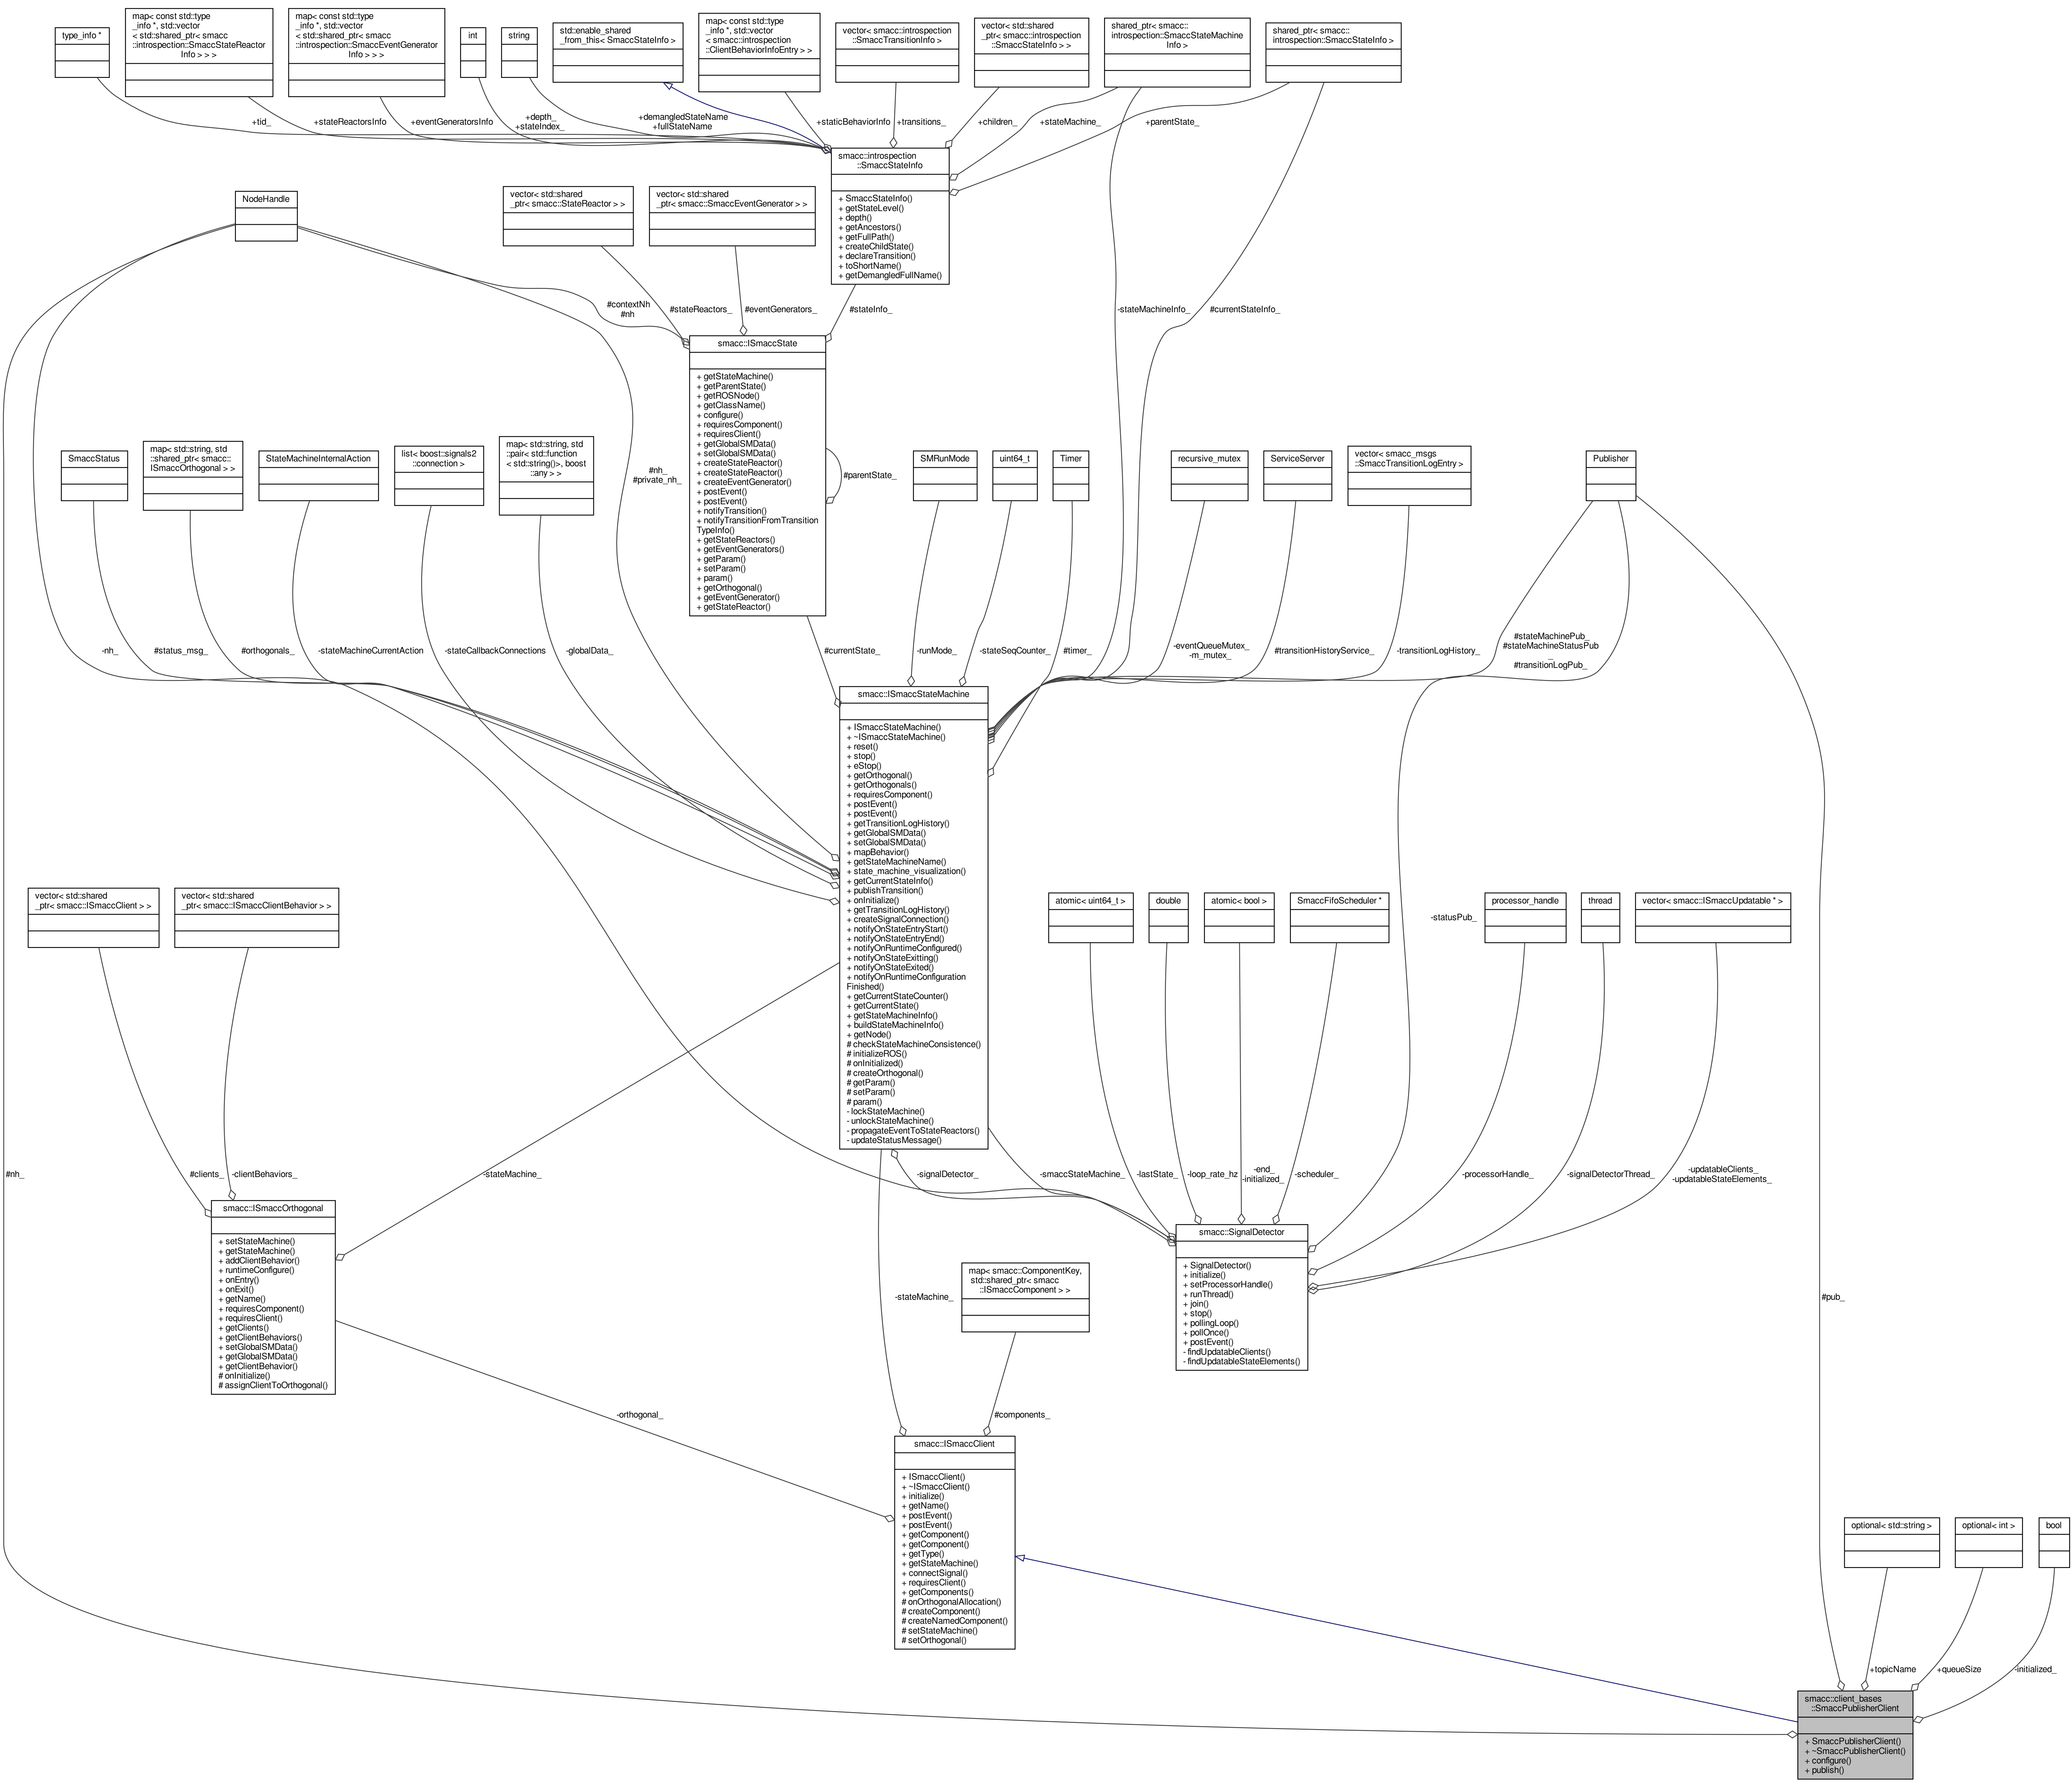 type_info *
map< const std::type
_info *, std::vector
< std::shared_ptr< smacc
::introspection::SmaccStateReactor
Info > > >
map< const std::type
_info *, std::vector
< std::shared_ptr< smacc
::introspection::SmaccEventGenerator
Info > > >
int
string
std::enable_shared
_from_this< SmaccStateInfo >
map< const std::type
_info *, std::vector
< smacc::introspection
::ClientBehaviorInfoEntry > >
vector< smacc::introspection
::SmaccTransitionInfo >
vector< std::shared
_ptr< smacc::introspection
::SmaccStateInfo > >
shared_ptr< smacc::
introspection::SmaccStateMachine
Info >
shared_ptr< smacc::
introspection::SmaccStateInfo >
+tid_
+stateReactorsInfo
+eventGeneratorsInfo
+depth_
+stateIndex_
+demangledStateName
+fullStateName
+staticBehaviorInfo
+transitions_
+children_
+stateMachine_
+parentState_
smacc::introspection
::SmaccStateInfo
+ SmaccStateInfo()
+ getStateLevel()
+ depth()
+ getAncestors()
+ getFullPath()
+ createChildState()
+ declareTransition()
+ toShortName()
+ getDemangledFullName()
NodeHandle
vector< std::shared
_ptr< smacc::StateReactor > >
vector< std::shared
_ptr< smacc::SmaccEventGenerator > >
#contextNh
#nh
#stateReactors_
#eventGenerators_
#stateInfo_
-stateMachineInfo_
#currentStateInfo_
smacc::ISmaccState
+ getStateMachine()
+ getParentState()
+ getROSNode()
+ getClassName()
+ configure()
+ requiresComponent()
+ requiresClient()
+ getGlobalSMData()
+ setGlobalSMData()
+ createStateReactor()
+ createStateReactor()
+ createEventGenerator()
+ postEvent()
+ postEvent()
+ notifyTransition()
+ notifyTransitionFromTransition
TypeInfo()
+ getStateReactors()
+ getEventGenerators()
+ getParam()
+ setParam()
+ param()
+ getOrthogonal()
+ getEventGenerator()
+ getStateReactor()
#parentState_
#nh_
#private_nh_
SmaccStatus
map< std::string, std
::shared_ptr< smacc::
ISmaccOrthogonal > >
StateMachineInternalAction
list< boost::signals2
::connection >
map< std::string, std
::pair< std::function
< std::string()>, boost
::any > >
SMRunMode
uint64_t
Timer
recursive_mutex
ServiceServer
vector< smacc_msgs
::SmaccTransitionLogEntry >
Publisher
-nh_
#status_msg_
#orthogonals_
-stateMachineCurrentAction
-stateCallbackConnections
-globalData_
#currentState_
-runMode_
-stateSeqCounter_
#timer_
-eventQueueMutex_
-m_mutex_
#transitionHistoryService_
-transitionLogHistory_
#stateMachinePub_
#stateMachineStatusPub
_
#transitionLogPub_
smacc::ISmaccStateMachine
+ ISmaccStateMachine()
+ ~ISmaccStateMachine()
+ reset()
+ stop()
+ eStop()
+ getOrthogonal()
+ getOrthogonals()
+ requiresComponent()
+ postEvent()
+ postEvent()
+ getTransitionLogHistory()
+ getGlobalSMData()
+ setGlobalSMData()
+ mapBehavior()
+ getStateMachineName()
+ state_machine_visualization()
+ getCurrentStateInfo()
+ publishTransition()
+ onInitialize()
+ getTransitionLogHistory()
+ createSignalConnection()
+ notifyOnStateEntryStart()
+ notifyOnStateEntryEnd()
+ notifyOnRuntimeConfigured()
+ notifyOnStateExitting()
+ notifyOnStateExited()
+ notifyOnRuntimeConfiguration
Finished()
+ getCurrentStateCounter()
+ getCurrentState()
+ getStateMachineInfo()
+ buildStateMachineInfo()
+ getNode()
# checkStateMachineConsistence()
# initializeROS()
# onInitialized()
# createOrthogonal()
# getParam()
# setParam()
# param()
- lockStateMachine()
- unlockStateMachine()
- propagateEventToStateReactors()
- updateStatusMessage()
vector< std::shared
_ptr< smacc::ISmaccClient > >
vector< std::shared
_ptr< smacc::ISmaccClientBehavior > >
atomic< uint64_t >
double
atomic< bool >
SmaccFifoScheduler *
-statusPub_
processor_handle
thread
vector< smacc::ISmaccUpdatable * >
#nh_
#clients_
-clientBehaviors_
-stateMachine_
-signalDetector_
-smaccStateMachine_
-lastState_
-loop_rate_hz
-end_
-initialized_
-scheduler_
-processorHandle_
-signalDetectorThread_
-updatableClients_
-updatableStateElements_
smacc::ISmaccOrthogonal
+ setStateMachine()
+ getStateMachine()
+ addClientBehavior()
+ runtimeConfigure()
+ onEntry()
+ onExit()
+ getName()
+ requiresComponent()
+ requiresClient()
+ getClients()
+ getClientBehaviors()
+ setGlobalSMData()
+ getGlobalSMData()
+ getClientBehavior()
# onInitialize()
# assignClientToOrthogonal()
smacc::SignalDetector
+ SignalDetector()
+ initialize()
+ setProcessorHandle()
+ runThread()
+ join()
+ stop()
+ pollingLoop()
+ pollOnce()
+ postEvent()
- findUpdatableClients()
- findUpdatableStateElements()
map< smacc::ComponentKey,
std::shared_ptr< smacc
::ISmaccComponent > >
-stateMachine_
#pub_
-orthogonal_
#components_
smacc::ISmaccClient
+ ISmaccClient()
+ ~ISmaccClient()
+ initialize()
+ getName()
+ postEvent()
+ postEvent()
+ getComponent()
+ getComponent()
+ getType()
+ getStateMachine()
+ connectSignal()
+ requiresClient()
+ getComponents()
# onOrthogonalAllocation()
# createComponent()
# createNamedComponent()
# setStateMachine()
# setOrthogonal()
optional< std::string >
optional< int >
bool
+topicName
+queueSize
-initialized_
smacc::client_bases
::SmaccPublisherClient
+ SmaccPublisherClient()
+ ~SmaccPublisherClient()
+ configure()
+ publish()